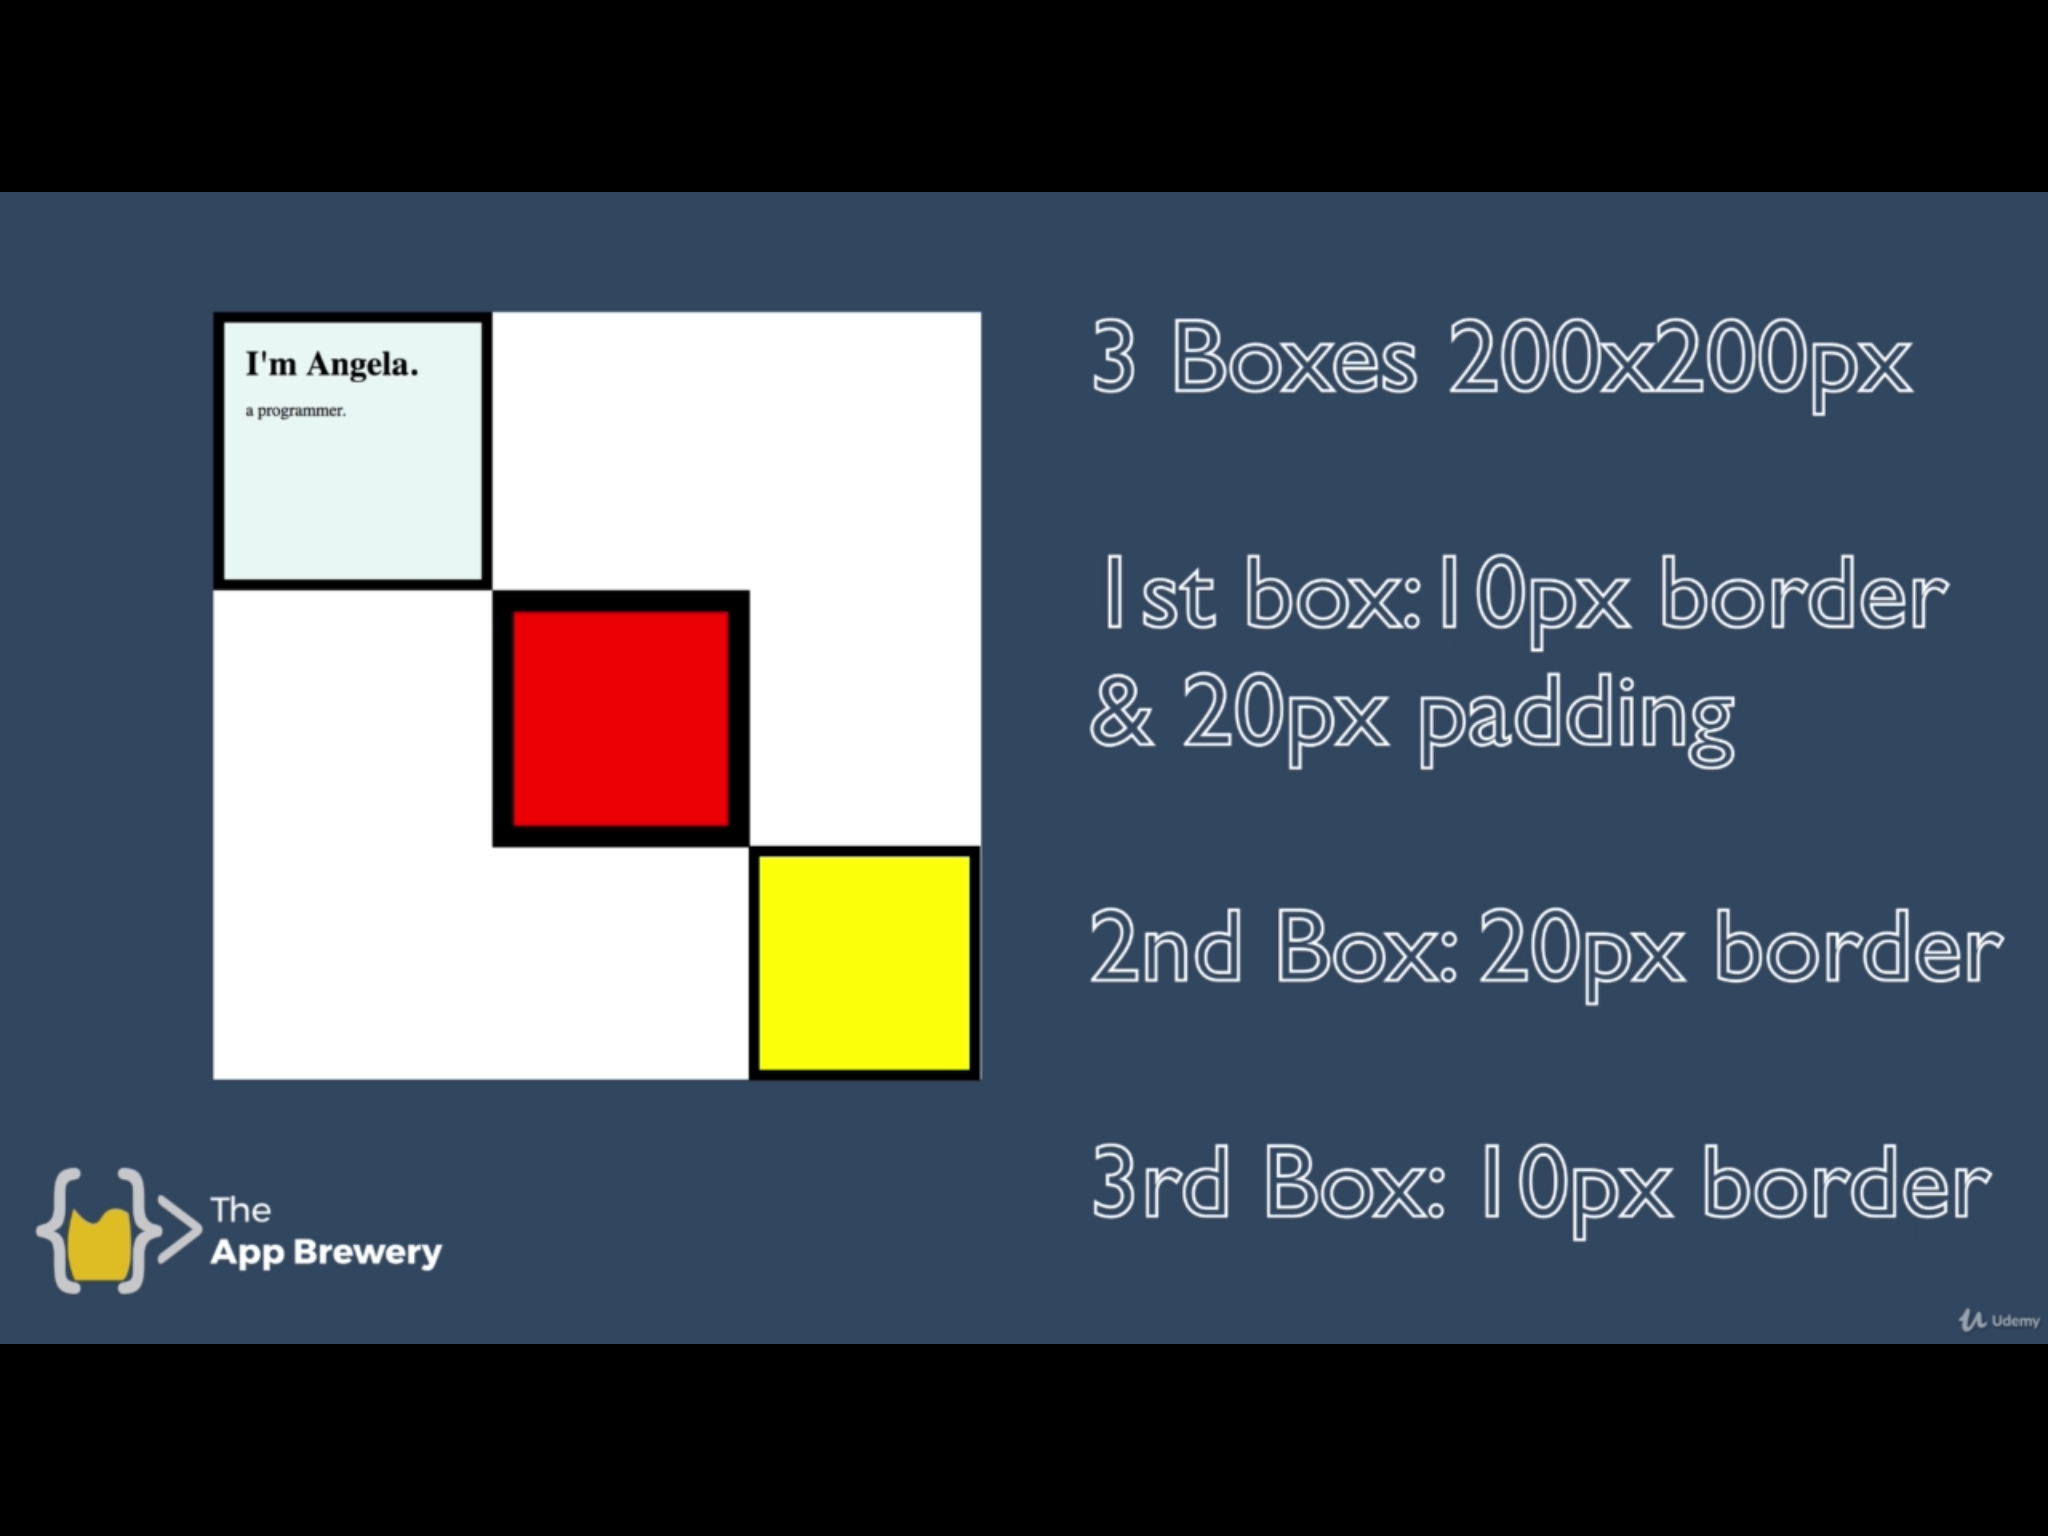 I'm Angela.
a programmer.
3 Boxes 200x200px
1st box:10px border
& 20px padding
2nd Box: 20px border
3rd Box: 10px border
The
App Brewery
Udemy